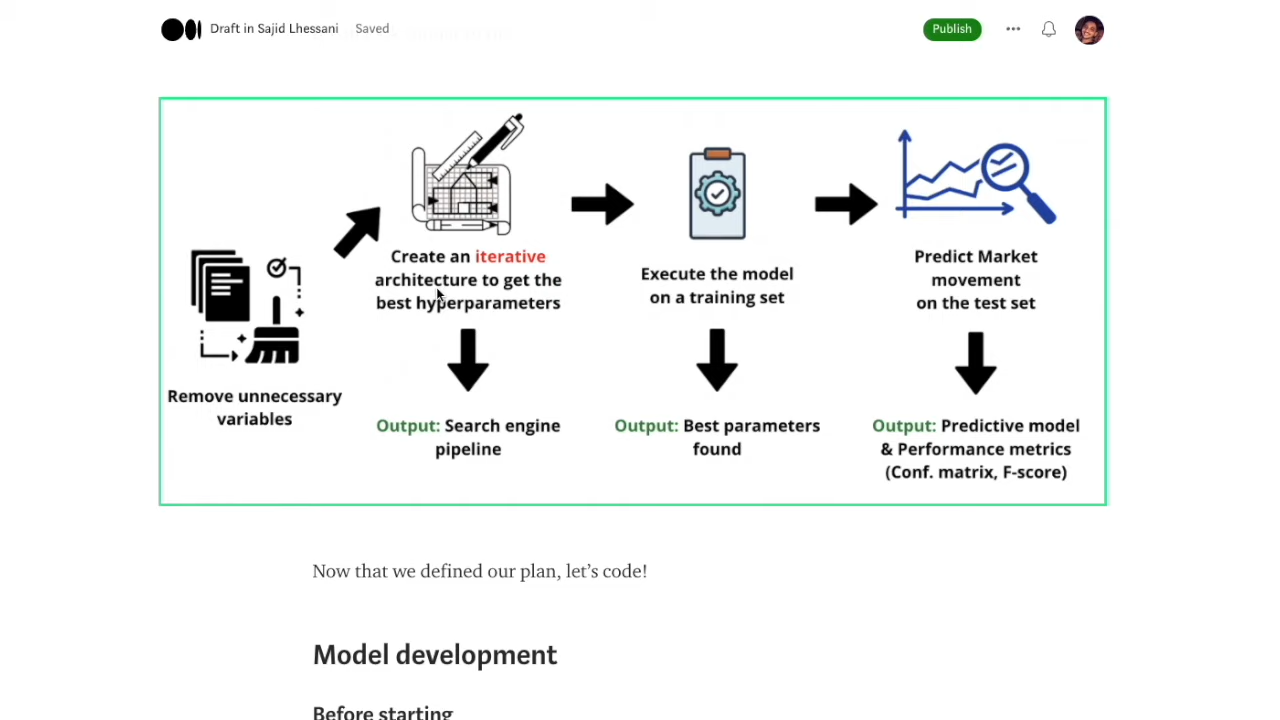 Draft in Sajid Lhessani Saved
Publish
Create an iterative
architecture to get the
best hyperparameters
Execute the model
on a training set
Predict Market
movement
on the test set
Remove unnecessary
variables
Output: Search engine
pipeline
Output: Best parameters
found
Output: Predictive model
& Performance metrics
(Conf. matrix, F-score)
Now that we defined our plan, let’s code!
Model development
Before starting